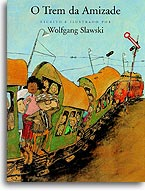 O Trem da Amizade
ESCRITO E ILUSTRADO POR
Wolfgang Slawski